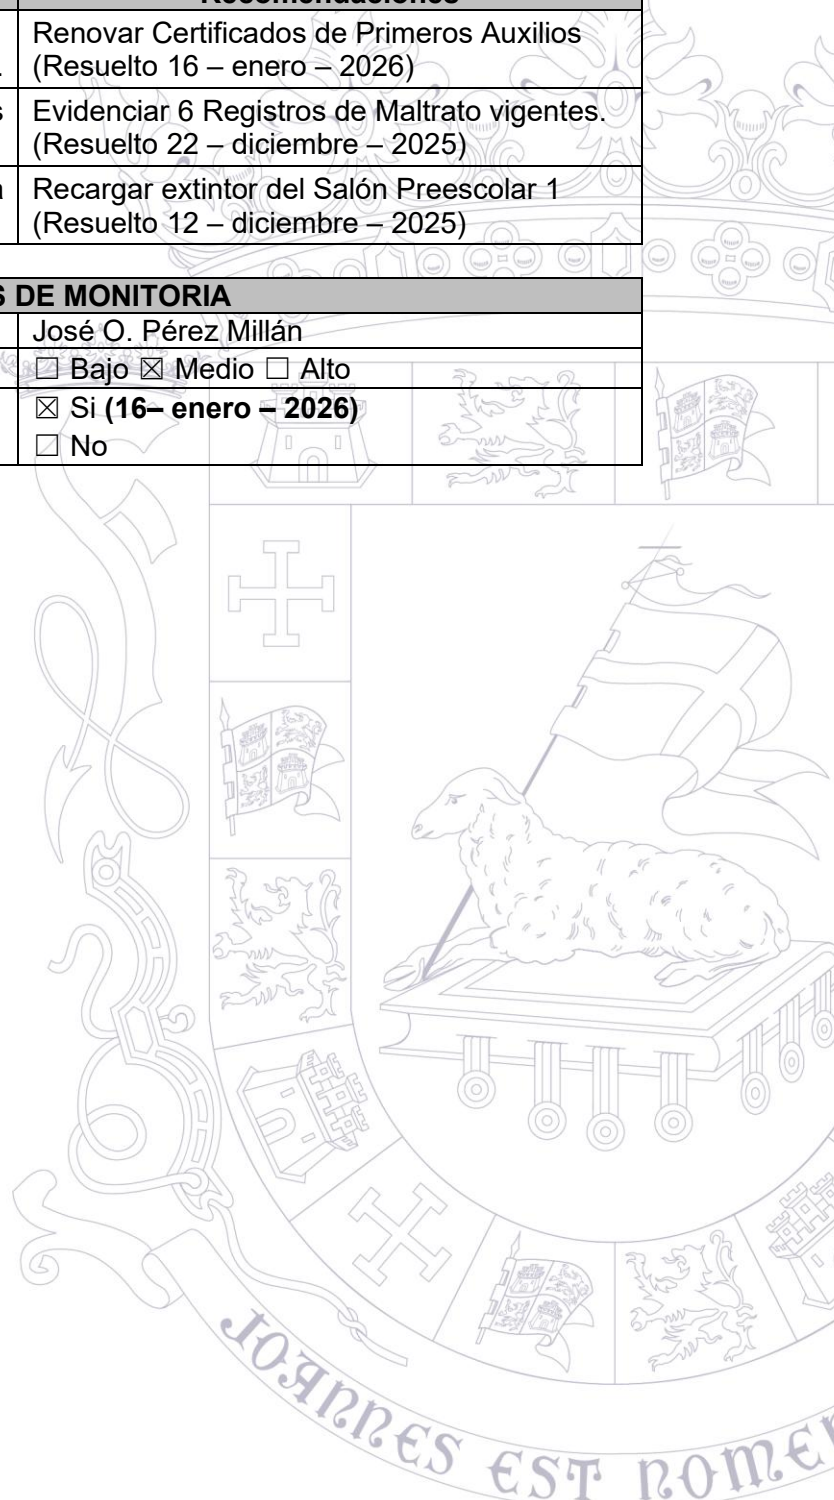 Recomendaciones
Renovar Certificados de Primeros Auxilios
. (Resuelto 16 – enero – 2026)
s Evidenciar 6 Registros de Maltrato vigentes.
(Resuelto 22 – diciembre – 2025)
a Recargar extintor del Salón Preescolar 1
(Resuelto 12 – diciembre – 2025)
S DE MONITORIA
José O. Pérez Millán
☐ Bajo ☒ Medio ☐ Alto
☒ Si (16– enero – 2026)
☐ No
JOANNES EST NOMEN